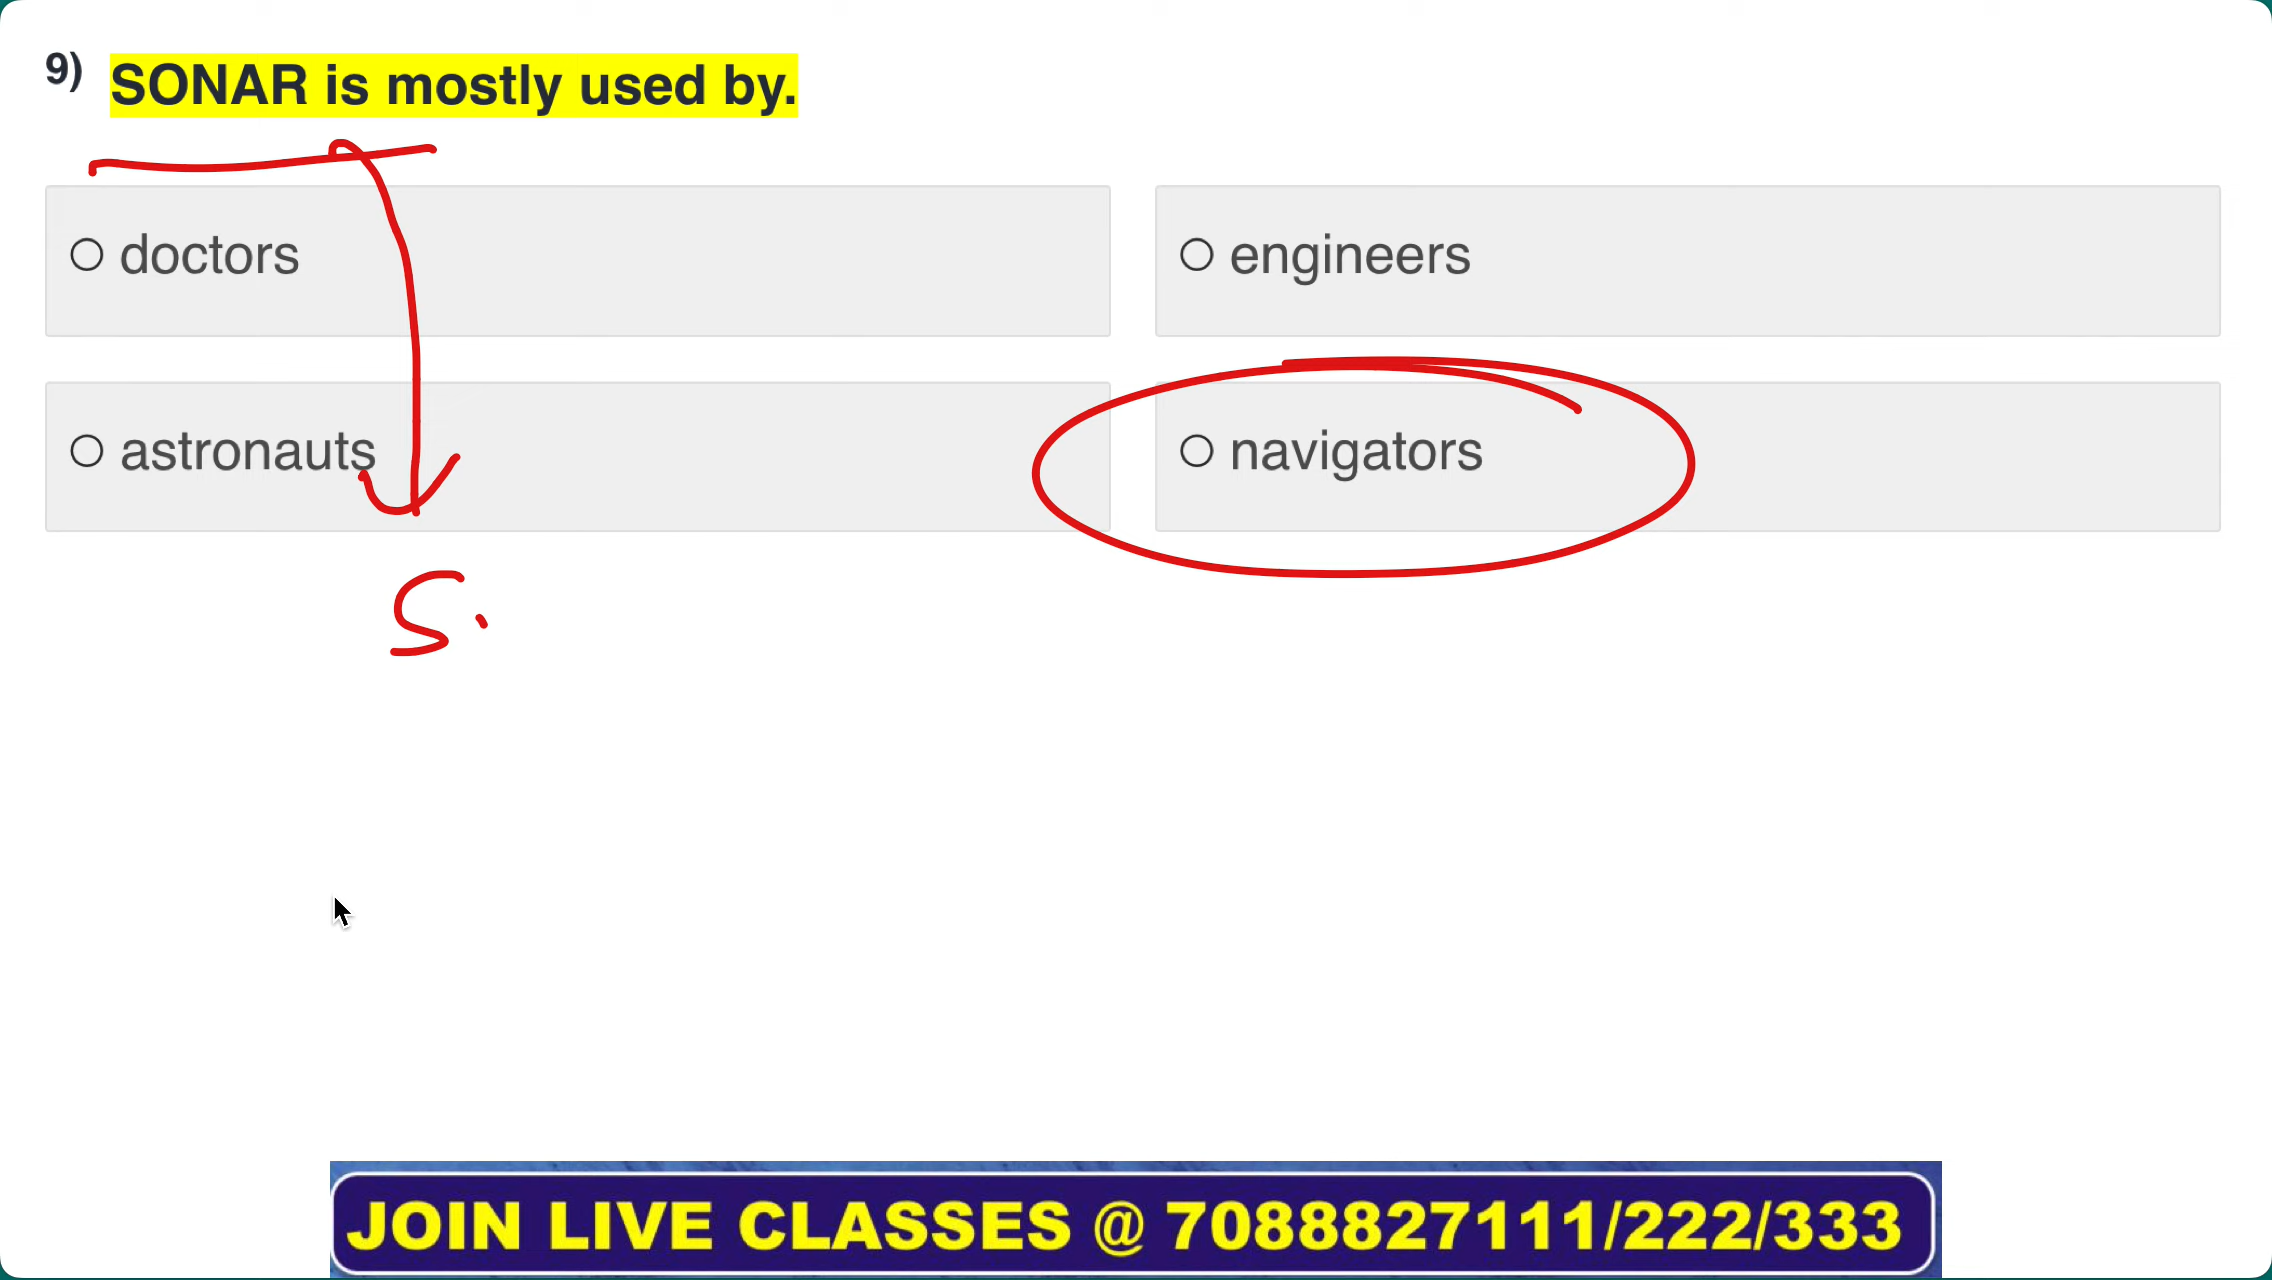 9) SONAR is mostly used by.
doctors
engineers
astronauts
navigators
S.
JOIN LIVE CLASSES @ 7088827111/222/333